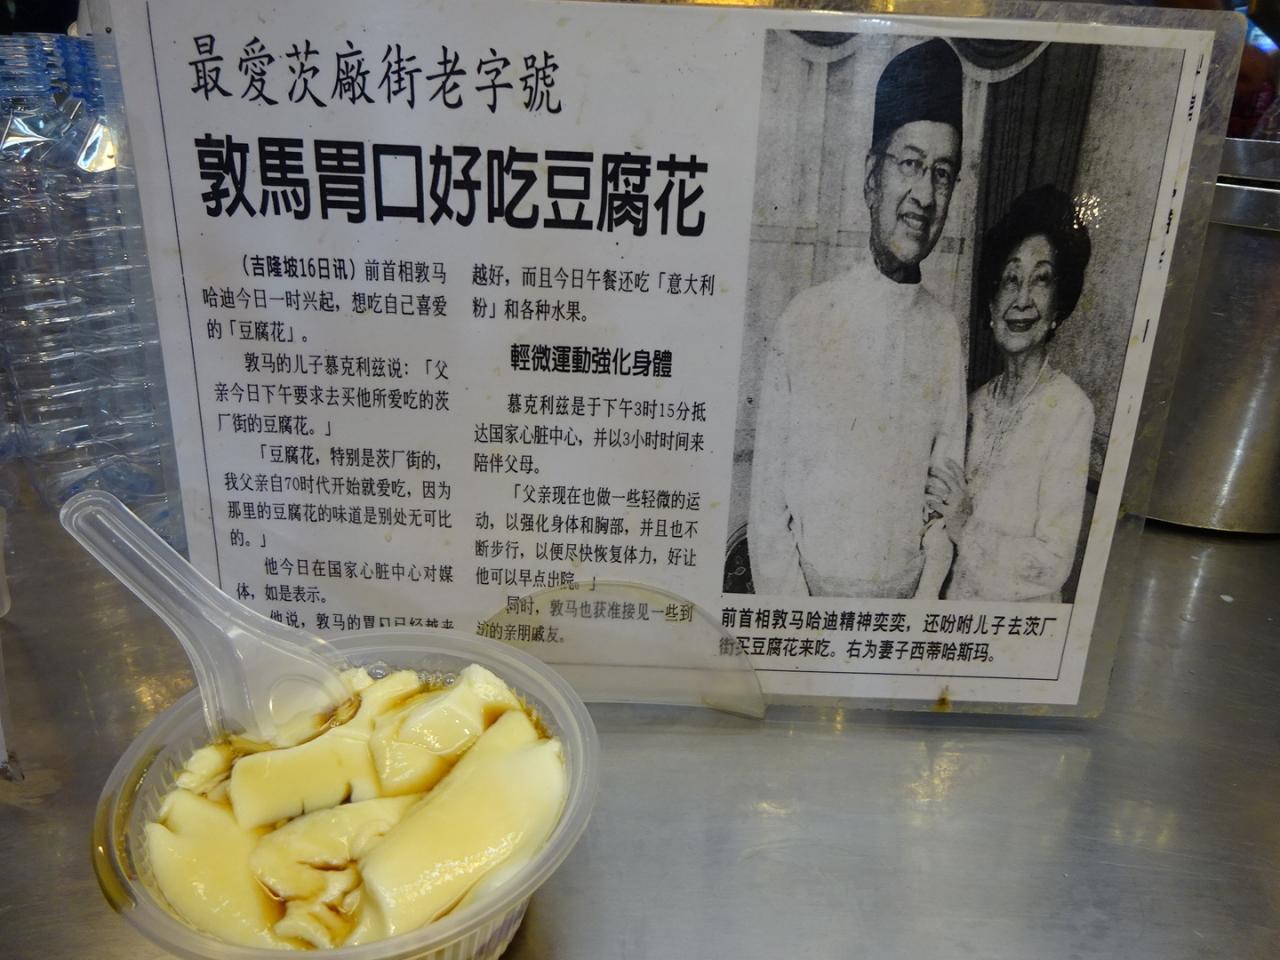 最愛茨廠街老字號
敦馬胃口好吃豆腐花
（吉隆坡16日讯）前首相敦马
哈迪今日一时兴起，想吃自己喜爱
的「豆腐花」。
敦马的儿子慕克利兹说：「父
亲今日下午要求去买他所爱吃的茨
厂街的豆腐花。」
「豆腐花，特别是茨厂街的，
我父亲自70时代开始就爱吃，因为
那里的豆腐花的味道是别处无可比
的。」
他今日在国家心脏中心对媒
体，如是表示。
他说，敦马的胃口已经越来
越好，而且今日午餐还吃「意大利
粉」和各种水果。
輕微運動強化身體
慕克利兹是于下午3时15分抵
达国家心脏中心，并以3小时时间来
陪伴父母。
「父亲现在也做一些轻微的运
动，以强化身体和胸部，并且也不
断步行，以便尽快恢复体力，好让
他可以早点出院。」
同时，敦马也获准接见一些到
访的亲朋戚友。
前首相敦马哈迪精神奕奕，还吩咐儿子去茨厂
街买豆腐花来吃。右为妻子西蒂哈斯玛。